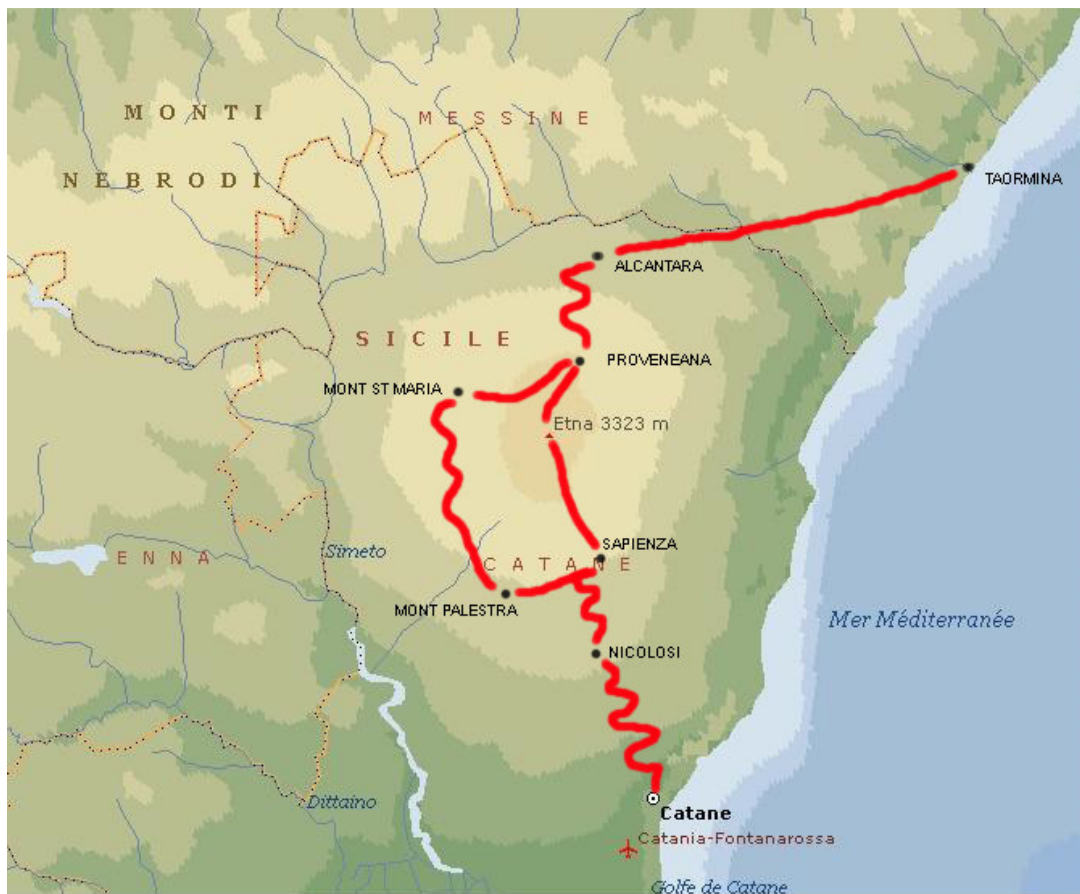 MONTI
NEBRODI
MESSINE
TAORMINA
ALCANTARA
SICILE
PROVENEANA
MONT ST MARIA
Etna 3323 m
SAPIENZA
CATANE
ENNA
Simeto
MONT PALESTRA
Mer Méditerranée
NICOLOSI
Dittaino
Catane
Catania-Fontanarossa
Golfe de Catane